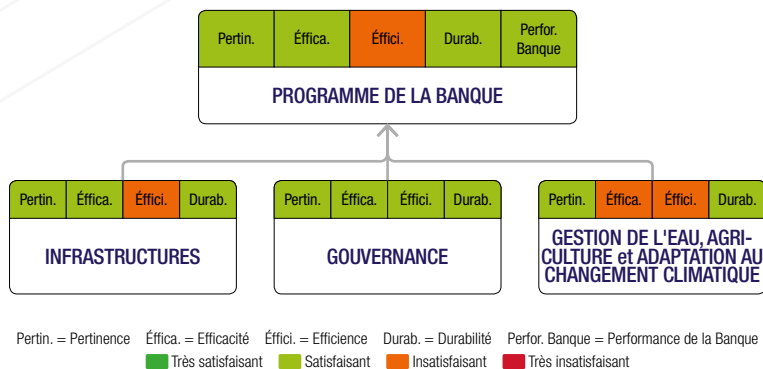 Pertin. Éffica. Éffici. Durab. Perfor. Banque
PROGRAMME DE LA BANQUE
Pertin. Éffica. Éffici. Durab.
INFRASTRUCTURES
Pertin. Éffica. Éffici. Durab.
GOUVERNANCE
Pertin. Éffica. Éffici. Durab.
GESTION DE L'EAU, AGRI-
CULTURE et ADAPTATION AU
CHANGEMENT CLIMATIQUE
Pertin. = Pertinence Éffica. = Efficacité Éffici. = Efficience Durab. = Durabilité Perfor. Banque = Performance de la Banque
Très satisfaisant Satisfaisant Insatisfaisant Très insatisfaisant